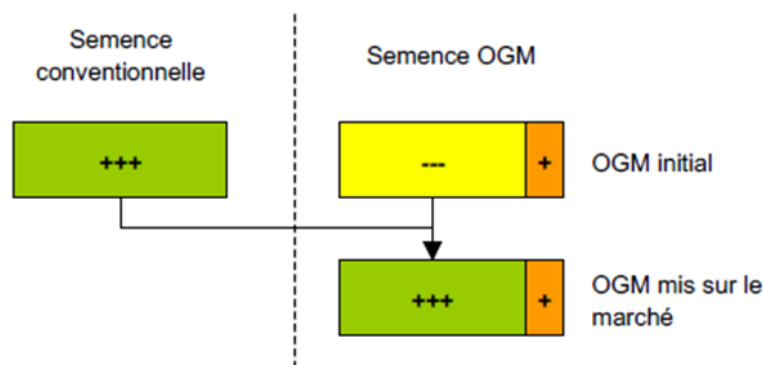 Semence
conventionnelle
Semence OGM
+++
---
+
OGM initial
+++
+
OGM mis sur le
marché